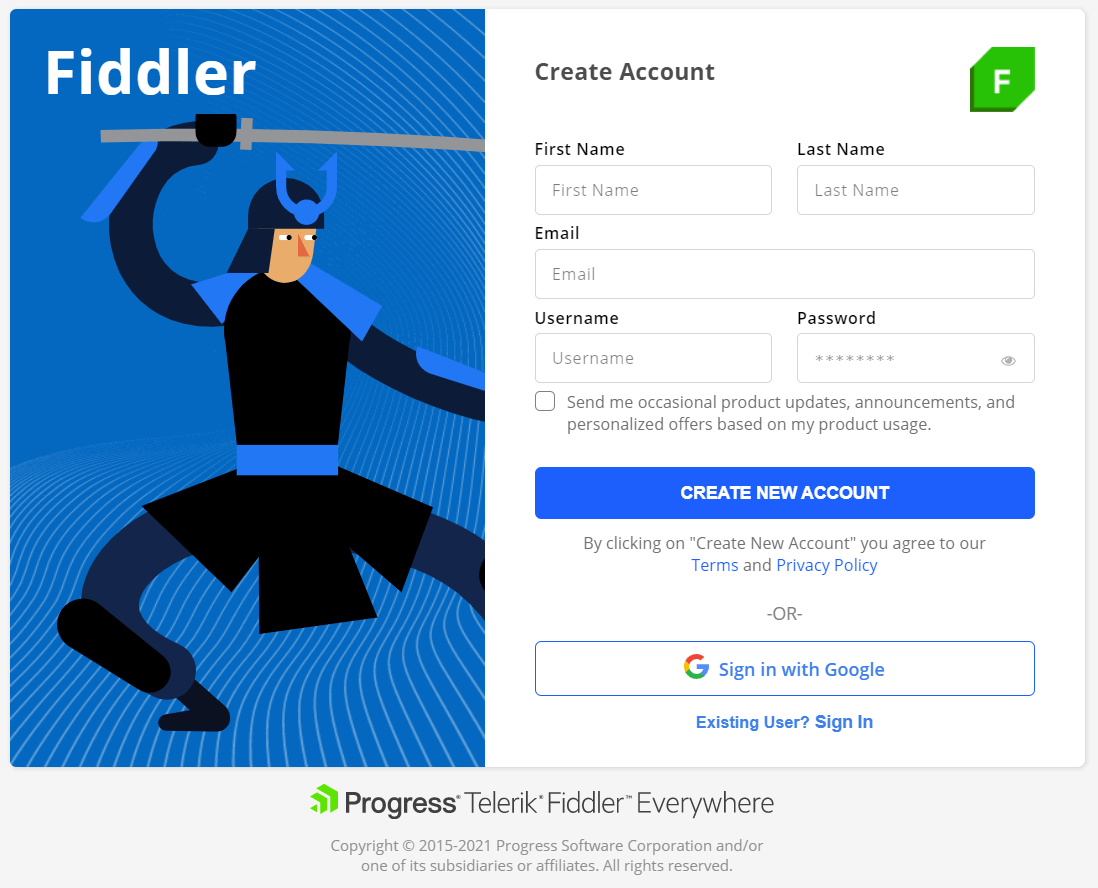 Fiddler
Create Account
F
First Name
Last Name
First Name
Last Name
Email
Email
Username
Password
Username
********
Send me occasional product updates, announcements, and
personalized offers based on my product usage.
CREATE NEW ACCOUNT
By clicking on "Create New Account" you agree to our
Terms and Privacy Policy
-OR-
Sign in with Google
Existing User? Sign In
Progress® Telerik® Fiddler™ Everywhere
Copyright © 2015-2021 Progress Software Corporation and/or
one of its subsidiaries or affiliates. All rights reserved.